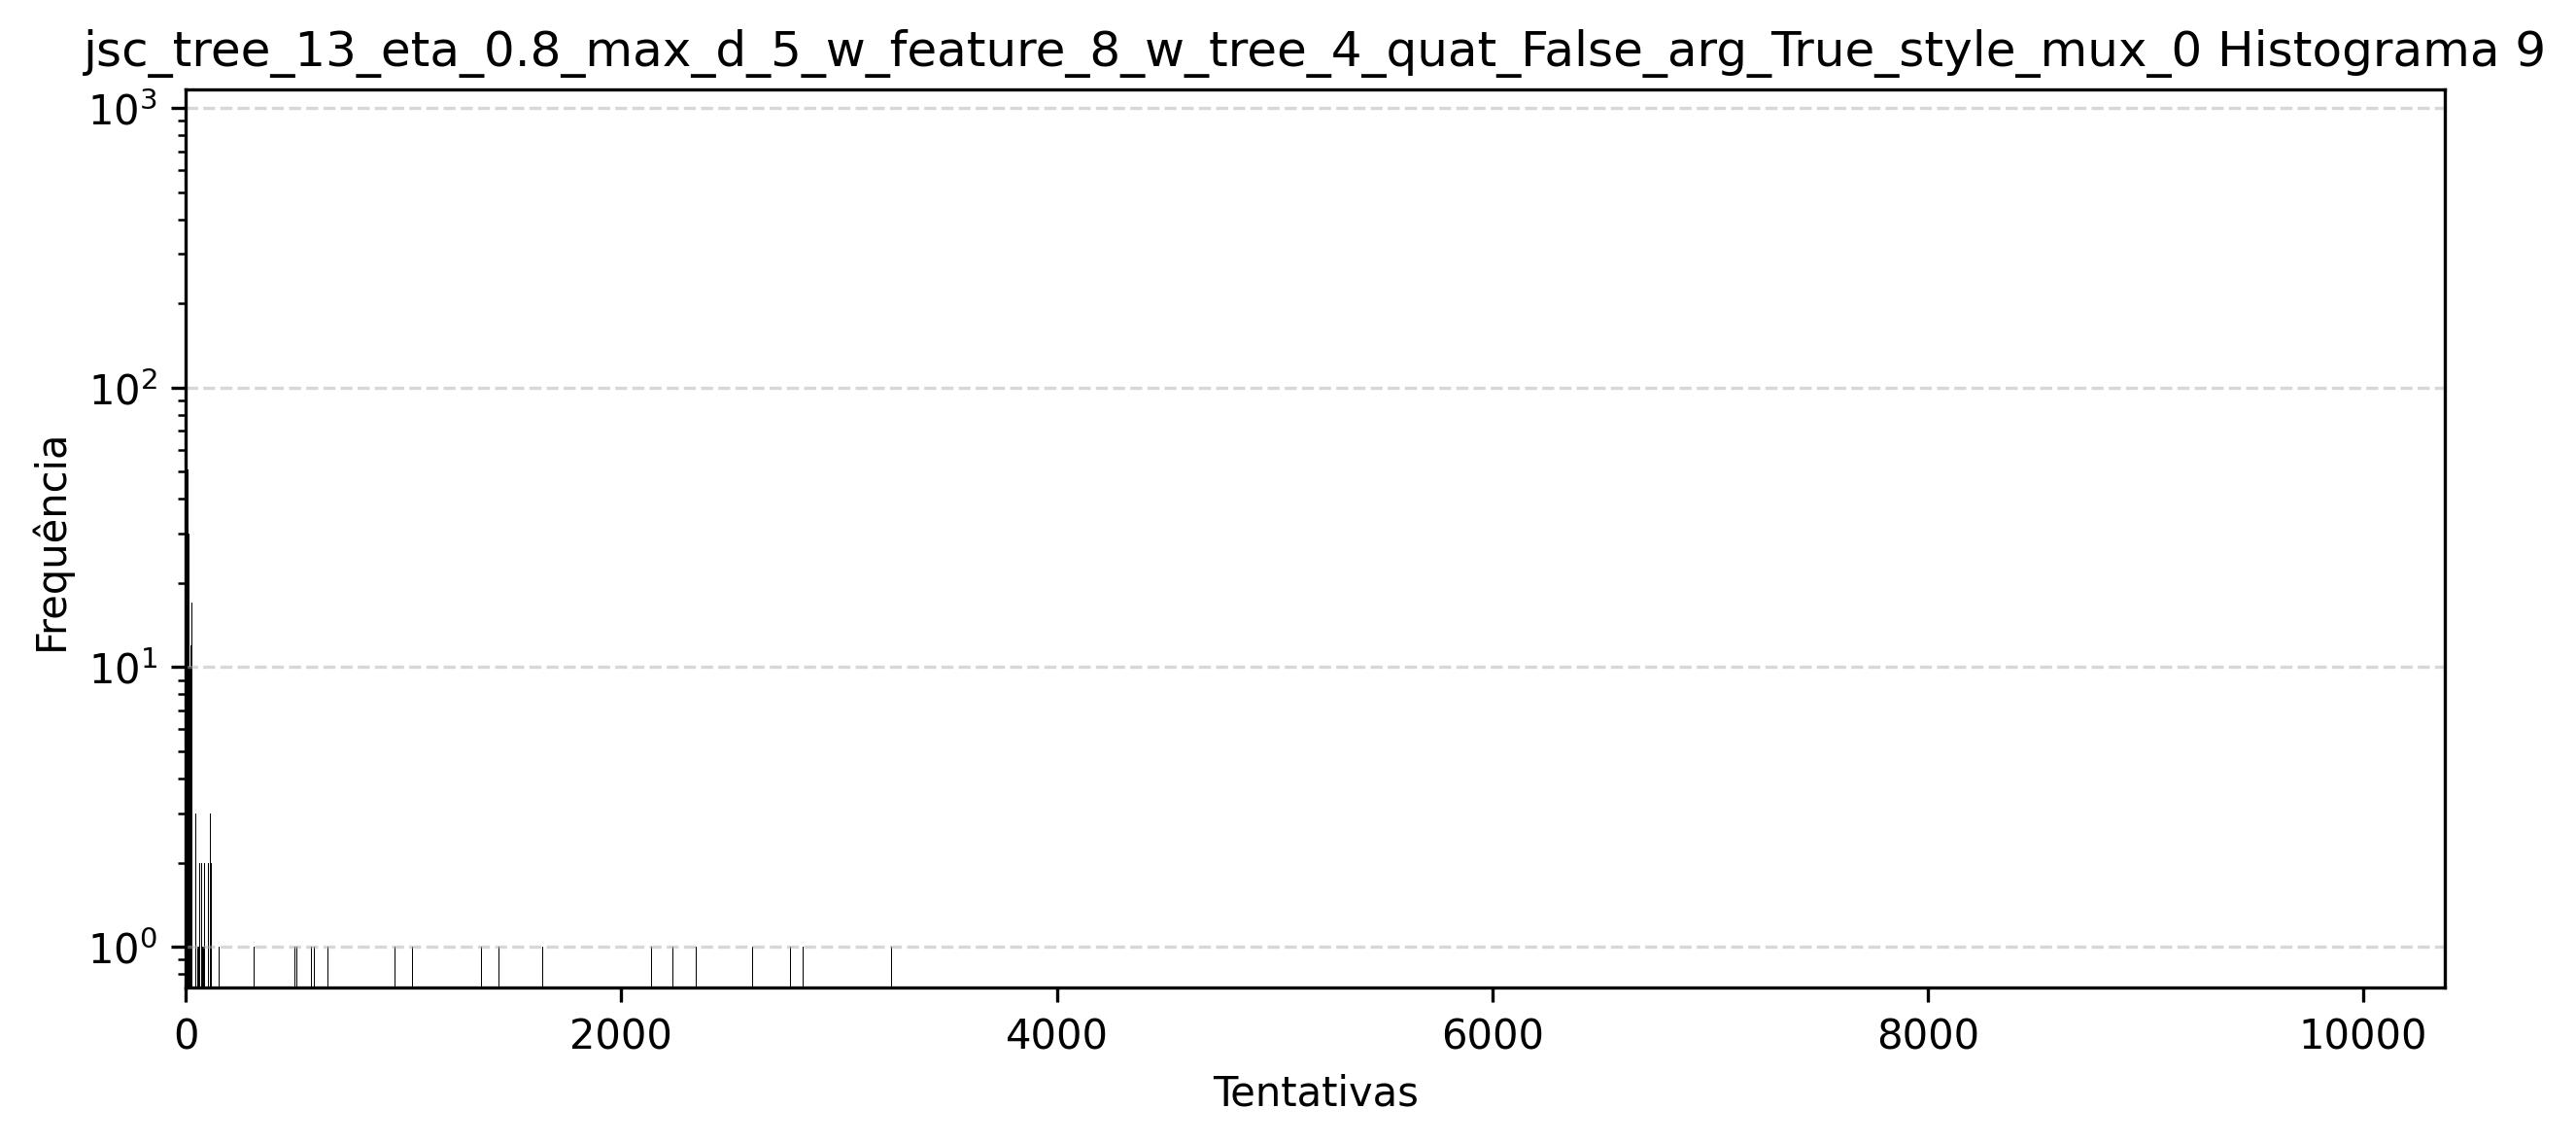 jsc_tree_13_eta_0.8_max_d_5_w_feature_8_w_tree_4_quat_False_arg_True_style_mux_0 Histograma 9
10³
10²
10¹
10⁰
Frequência
0 2000 4000 6000 8000 10000
Tentativas